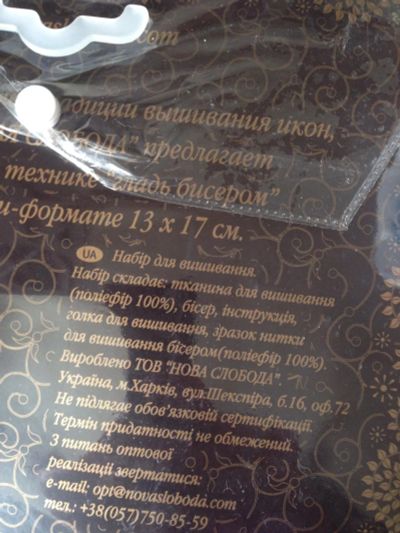 com
традиции вышивания икон,
СЛОБОДА" предлагает
технике "гладь бисером"
и-формате 13 х 17 см.
UA Набір для вишивання.
Набір складає: тканина для вишивання
(поліефір 100%), бісер, інструкція,
голка для вишивання, зразок нитки
для вишивання бісером(поліефір 100%).
Вироблено ТОВ "НОВА СЛОБОДА".
Україна, м.Харків, вул.Шекспіра, б.16, оф.72
Не підлягає обов'язковій сертифікації.
Термін придатності не обмежений.
З питань оптової
реалізації звертатися:
e-mail: opt@novasloboda.com
тел.: +38(057)750-85-59